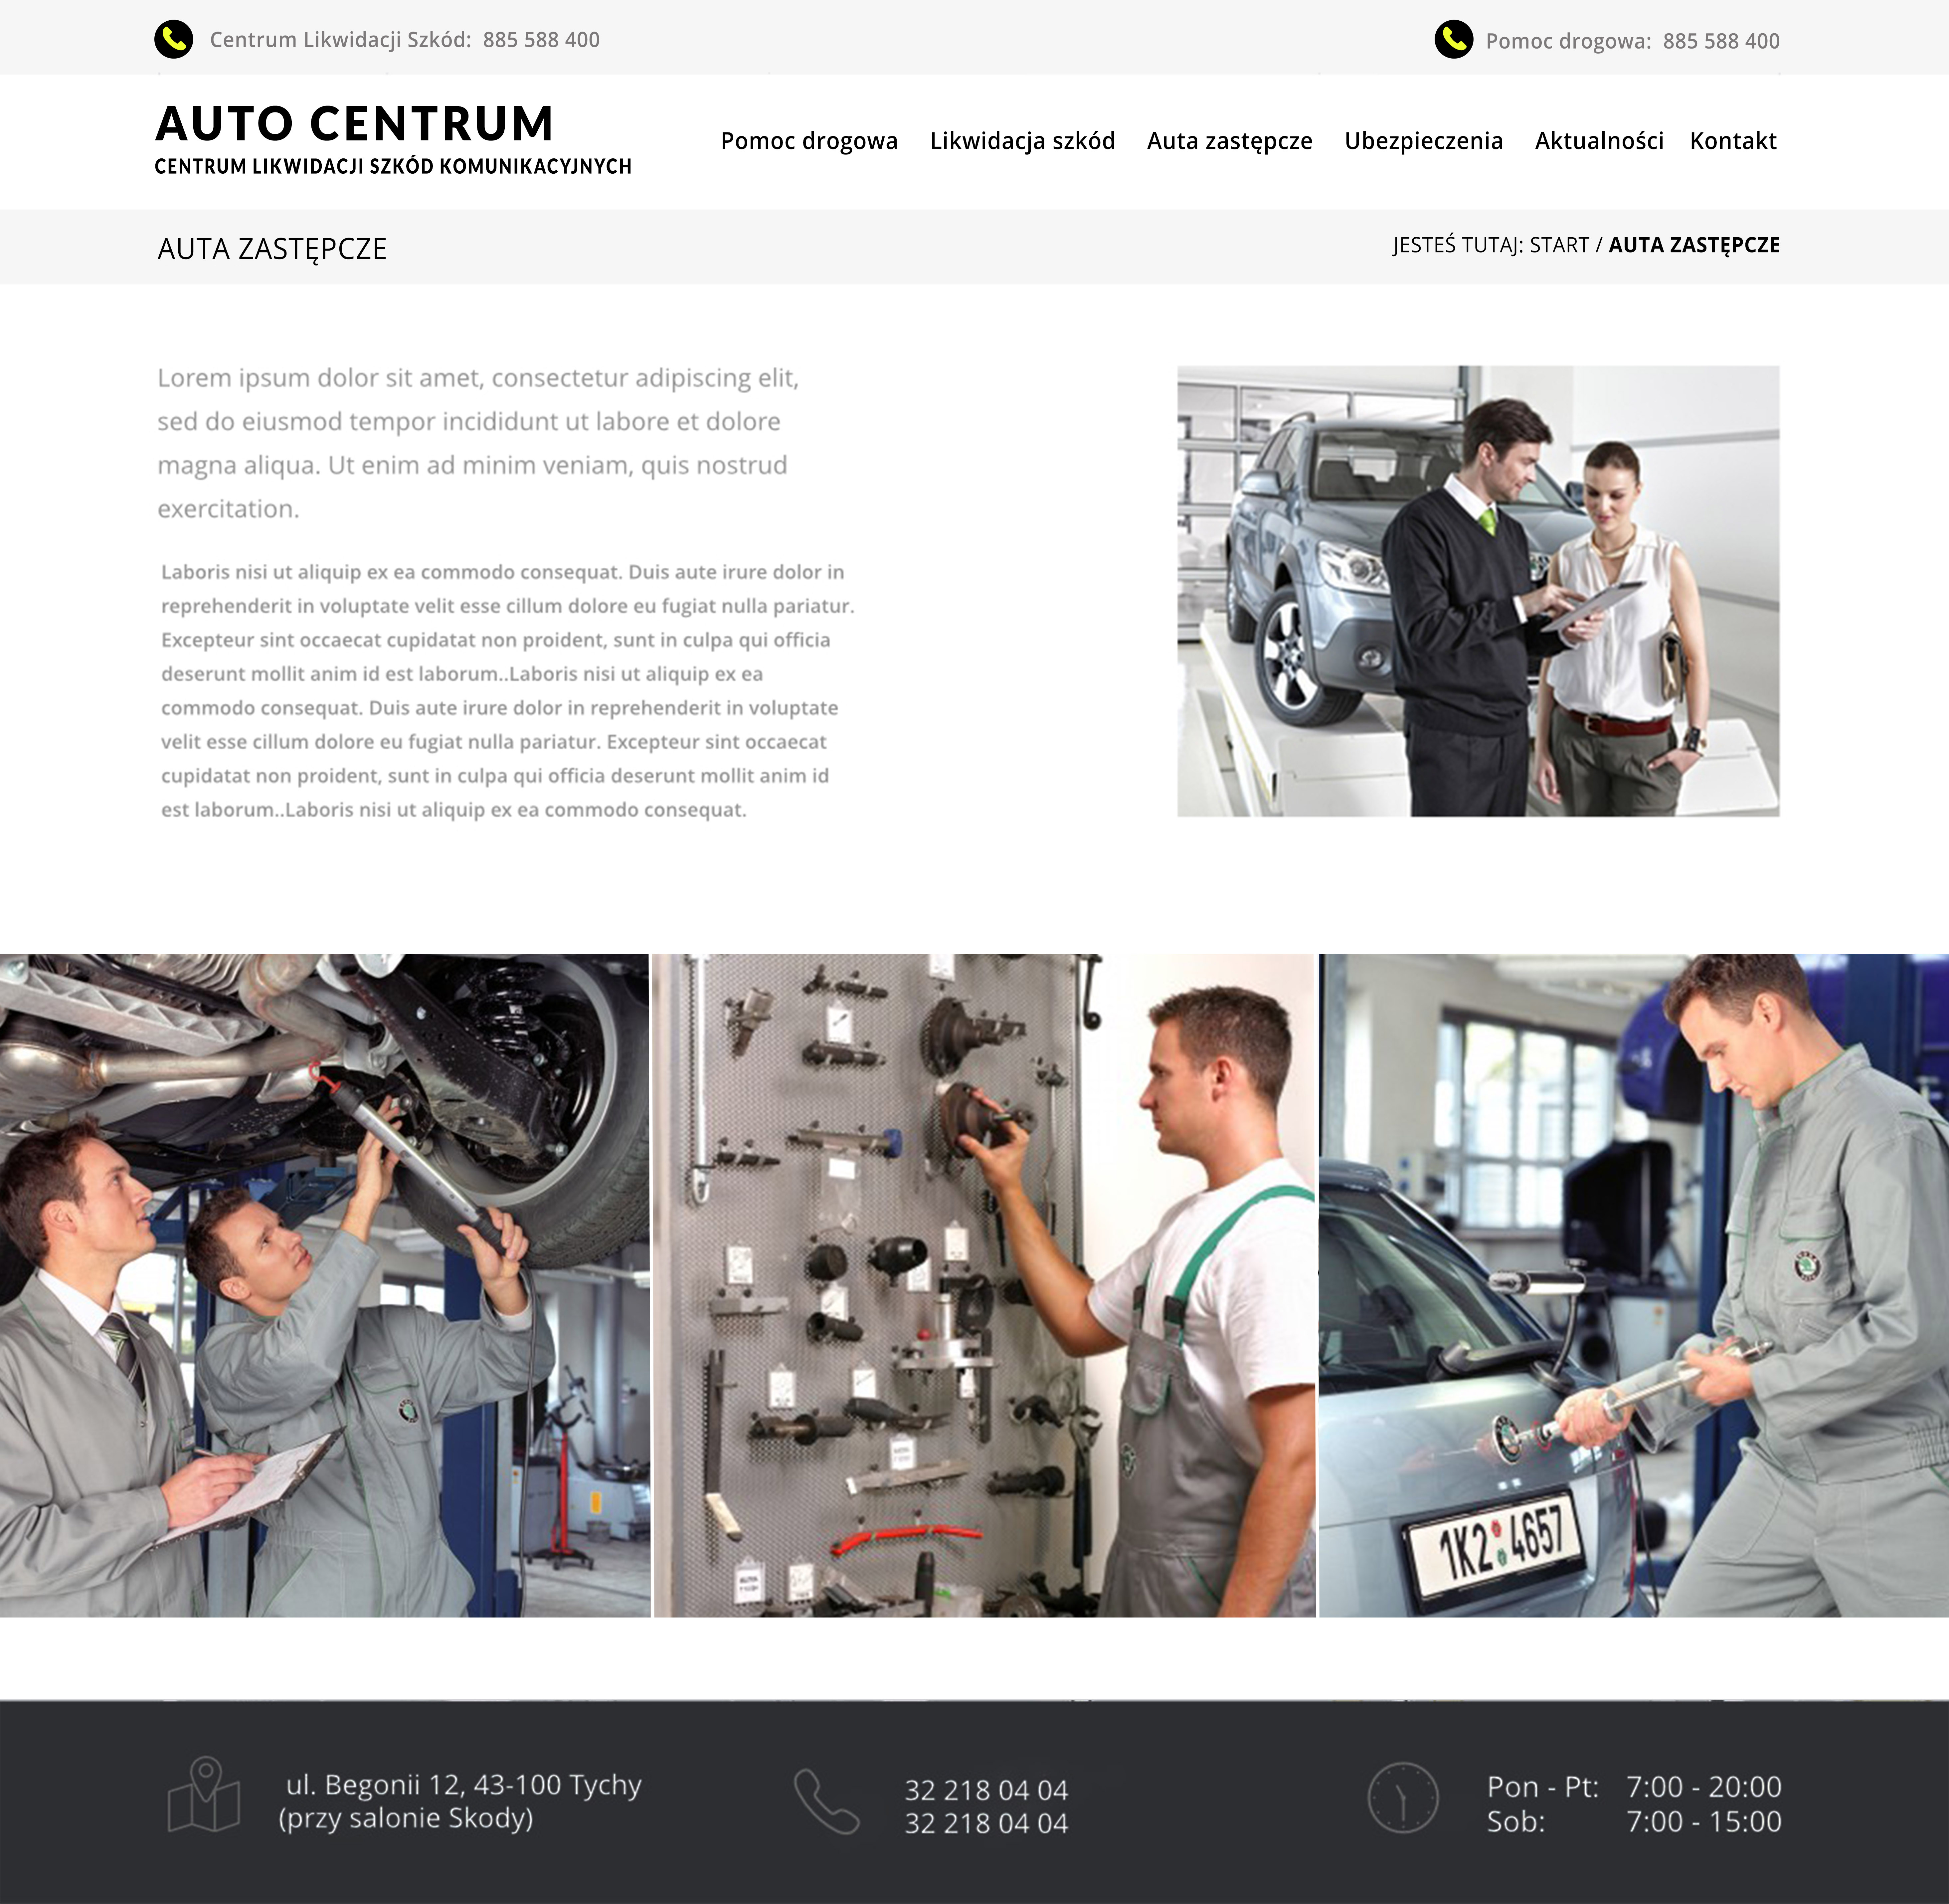 Centrum Likwidacji Szkód: 885 588 400
Pomoc drogowa: 885 588 400
AUTO CENTRUM
CENTRUM LIKWIDACJI SZKÓD KOMUNIKACYJNYCH
Pomoc drogowa Likwidacja szkód Auta zastępcze Ubezpieczenia Aktualności Kontakt
AUTA ZASTĘPCZE
JESTEŚ TUTAJ: START / AUTA ZASTĘPCZE
Lorem ipsum dolor sit amet, consectetur adipiscing elit,
sed do eiusmod tempor incididunt ut labore et dolore
magna aliqua. Ut enim ad minim veniam, quis nostrud
exercitation.
Laboris nisi ut aliquip ex ea commodo consequat. Duis aute irure dolor in
reprehenderit in voluptate velit esse cillum dolore eu fugiat nulla pariatur.
Excepteur sint occaecat cupidatat non proident, sunt in culpa qui officia
deserunt mollit anim id est laborum..Laboris nisi ut aliquip ex ea
commodo consequat. Duis aute irure dolor in reprehenderit in voluptate
velit esse cillum dolore eu fugiat nulla pariatur. Excepteur sint occaecat
cupidatat non proident, sunt in culpa qui officia deserunt mollit anim id
est laborum..Laboris nisi ut aliquip ex ea commodo consequat.
1K2 4657
ul. Begonii 12, 43-100 Tychy
(przy salonie Skody)
32 218 04 04
32 218 04 04
Pon - Pt: 7:00 - 20:00
Sob: 7:00 - 15:00